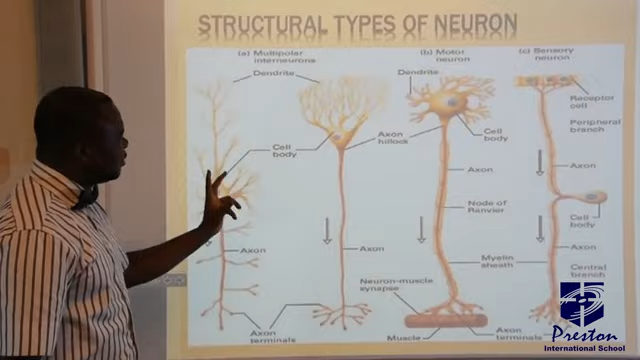 STRUCTURAL TYPES OF NEURON
(a) Multipolar
interneurons
(b) Motor
neuron
(c) Sensory
neuron
Dendrite
Dendrite
Receptor
cell
Peripheral
branch
Cell
body
Axon
hillock
Cell
body
Axon
Axon
Node of
Ranvier
Cell
body
Axon
Axon
Axon
Myelin
sheath
Central
branch
Neuron-muscle
synapse
Axon
terminals
Muscle
Axon
terminals
Preston
International School